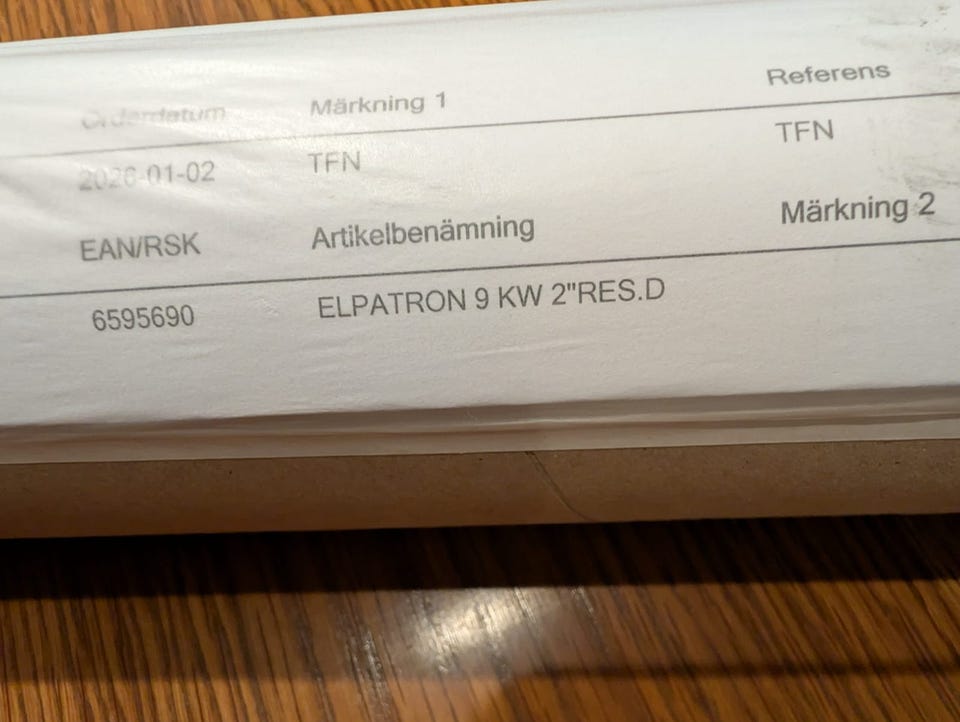 Orderdatum Märkning 1 Referens
2026-01-02 TFN TFN
EAN/RSK Artikelbenämning Märkning 2
6595690 ELPATRON 9 KW 2"RES.D